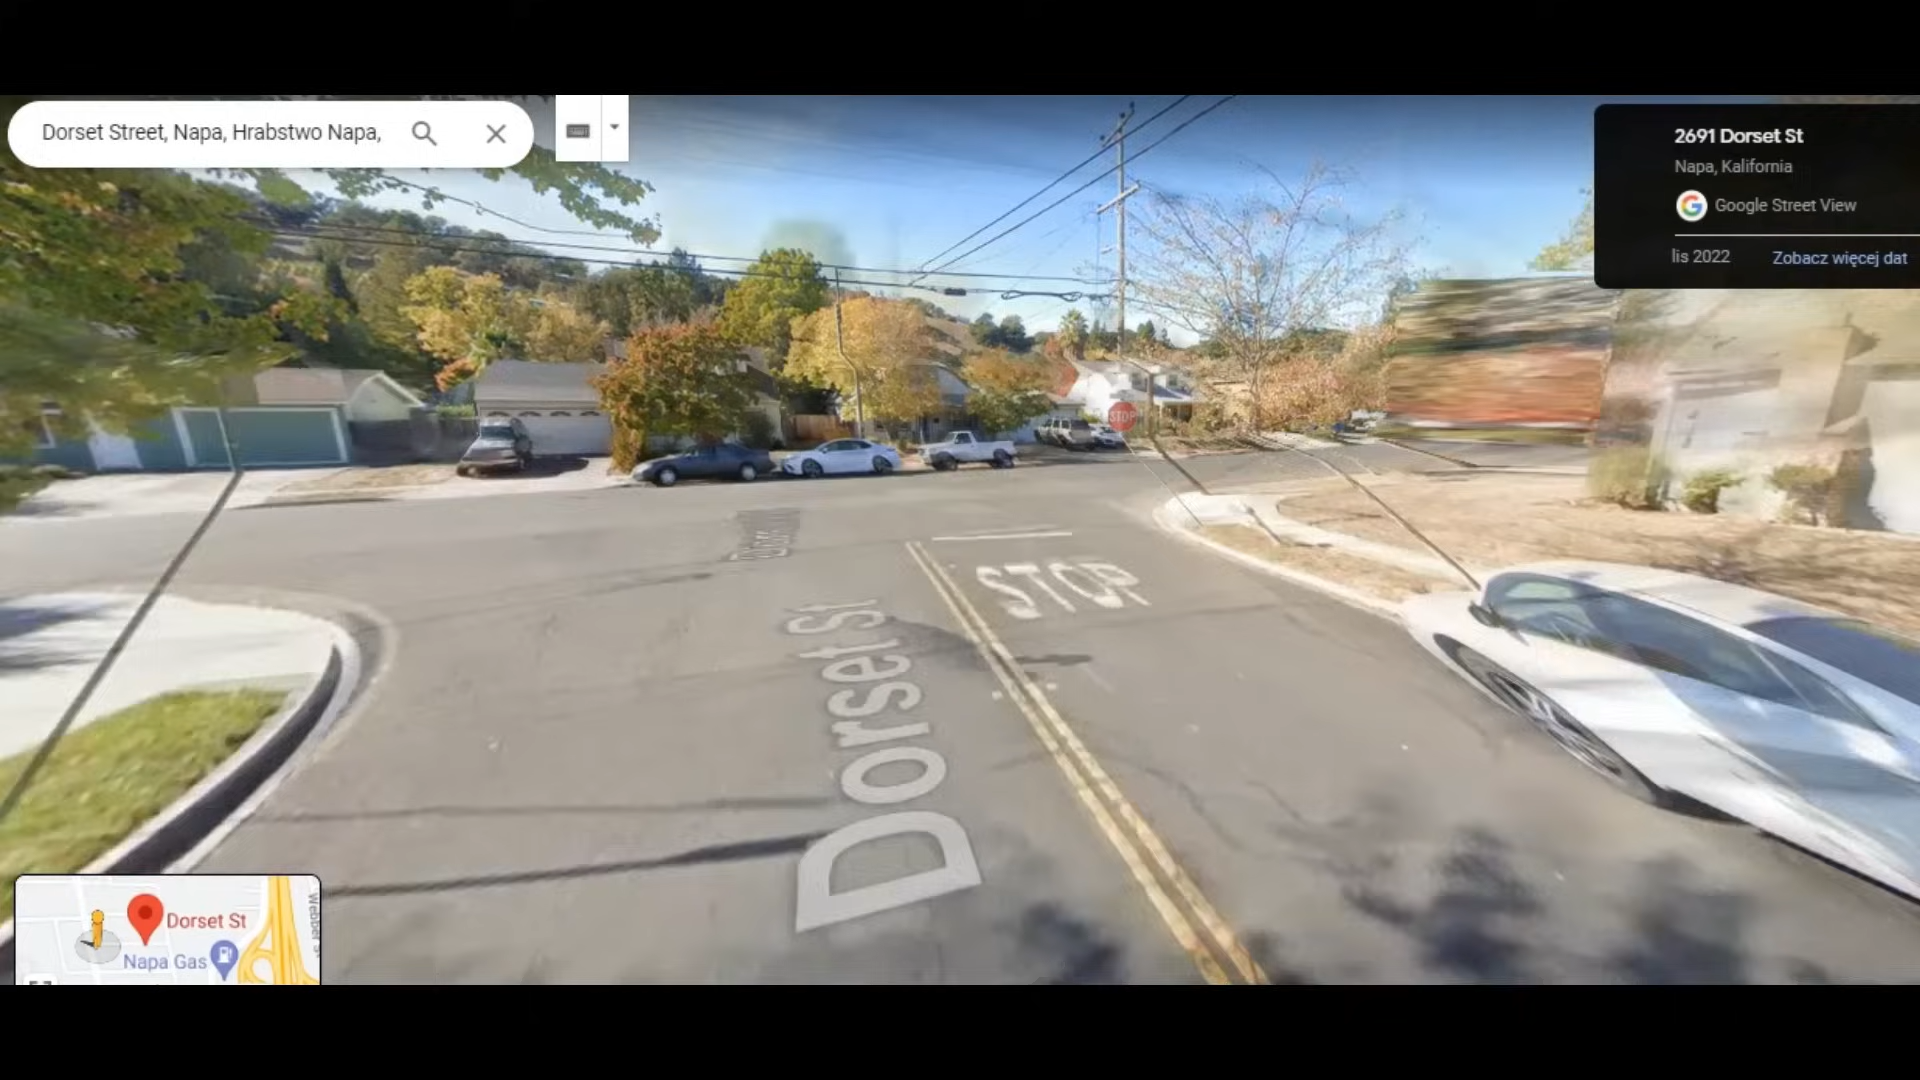 Dorset Street, Napa, Hrabstwo Napa,
2691 Dorset St
Napa, Kalifornia
Google Street View
lis 2022
Zobacz więcej dat
STOP
STOP
Dorset St
Dorset St
Napa Gas